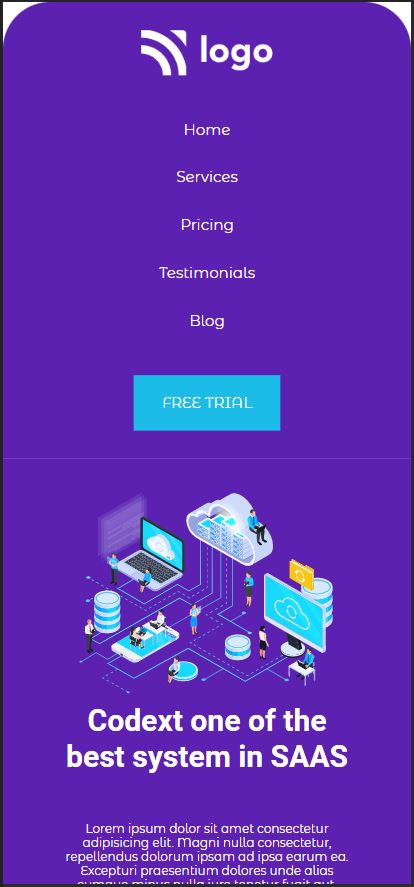 logo
Home
Services
Pricing
Testimonials
Blog
FREE TRIAL
Codext one of the
best system in SAAS
Lorem ipsum dolor sit amet consectetur
adipisicing elit. Magni nulla consectetur,
repellendus dolorum ipsam ad ipsa earum ea.
Excepturi praesentium dolores unde alias